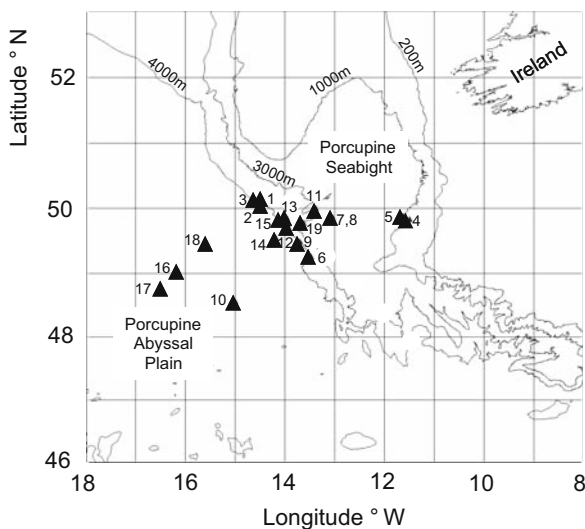 Latitude ° N
52
50
48
46
4000m
200m
1000m
3000m
Ireland
Porcupine
Seabight
3
1
2
13
11
15
7,8
5
4
19
14
12
9
6
18
16
17
10
Porcupine
Abyssal
Plain
18
16
14
12
10
8
Longitude ° W